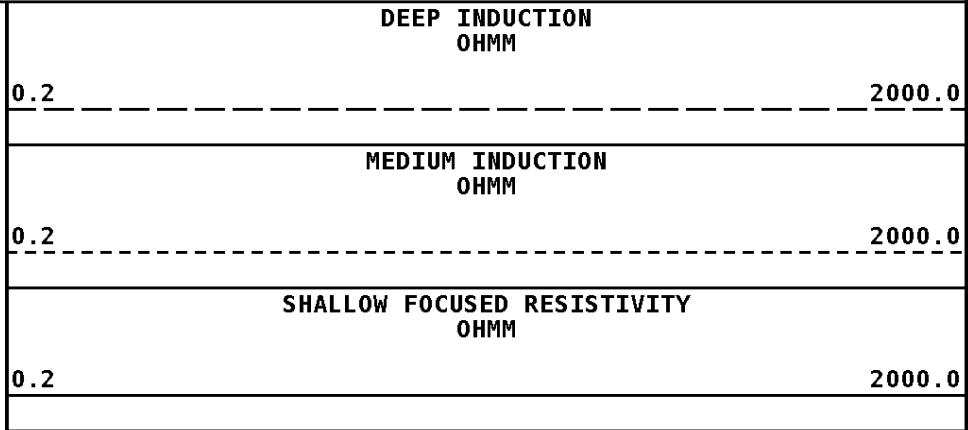 DEEP INDUCTION
OHMM
0.2 2000.0
MEDIUM INDUCTION
OHMM
0.2 2000.0
SHALLOW FOCUSED RESISTIVITY
OHMM
0.2 2000.0